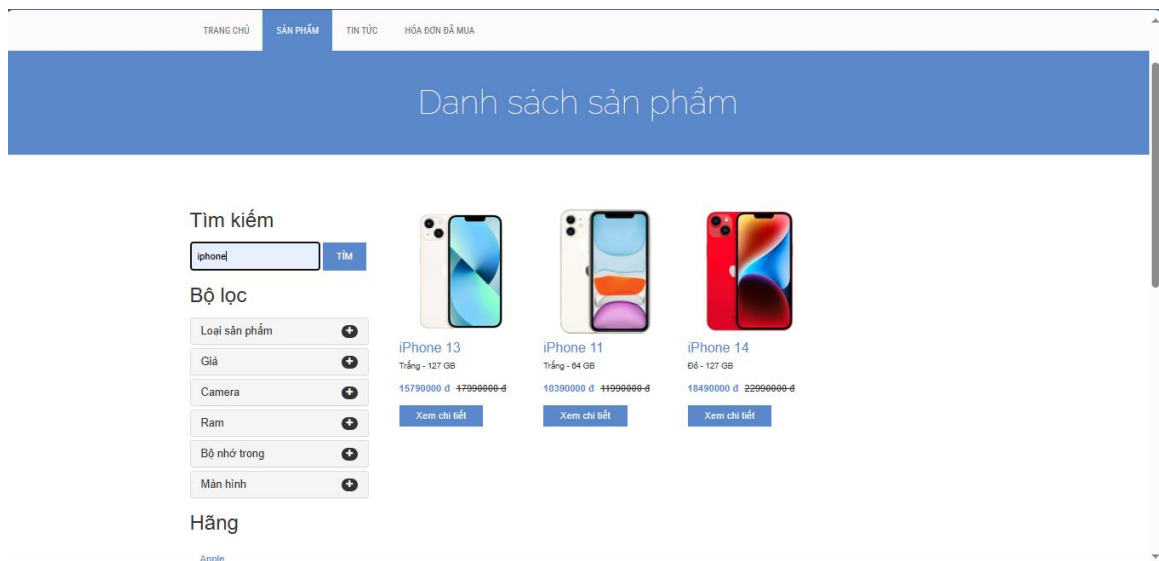 TRANG CHỦ SẢN PHẨM TIN TỨC HÓA ĐƠN ĐÃ MUA
Danh sách sản phẩm
Tìm kiếm
iphone TÌM
Bộ lọc
Loại sản phẩm
Giá
Camera
Ram
Bộ nhớ trong
Màn hình
Hãng
Apple
iPhone 13
Trắng - 127 GB
15790000 đ 17990000 đ
Xem chi tiết
iPhone 11
Trắng - 64 GB
10390000 đ 11990000 đ
Xem chi tiết
iPhone 14
Đỏ - 127 GB
18490000 đ 22990000 đ
Xem chi tiết